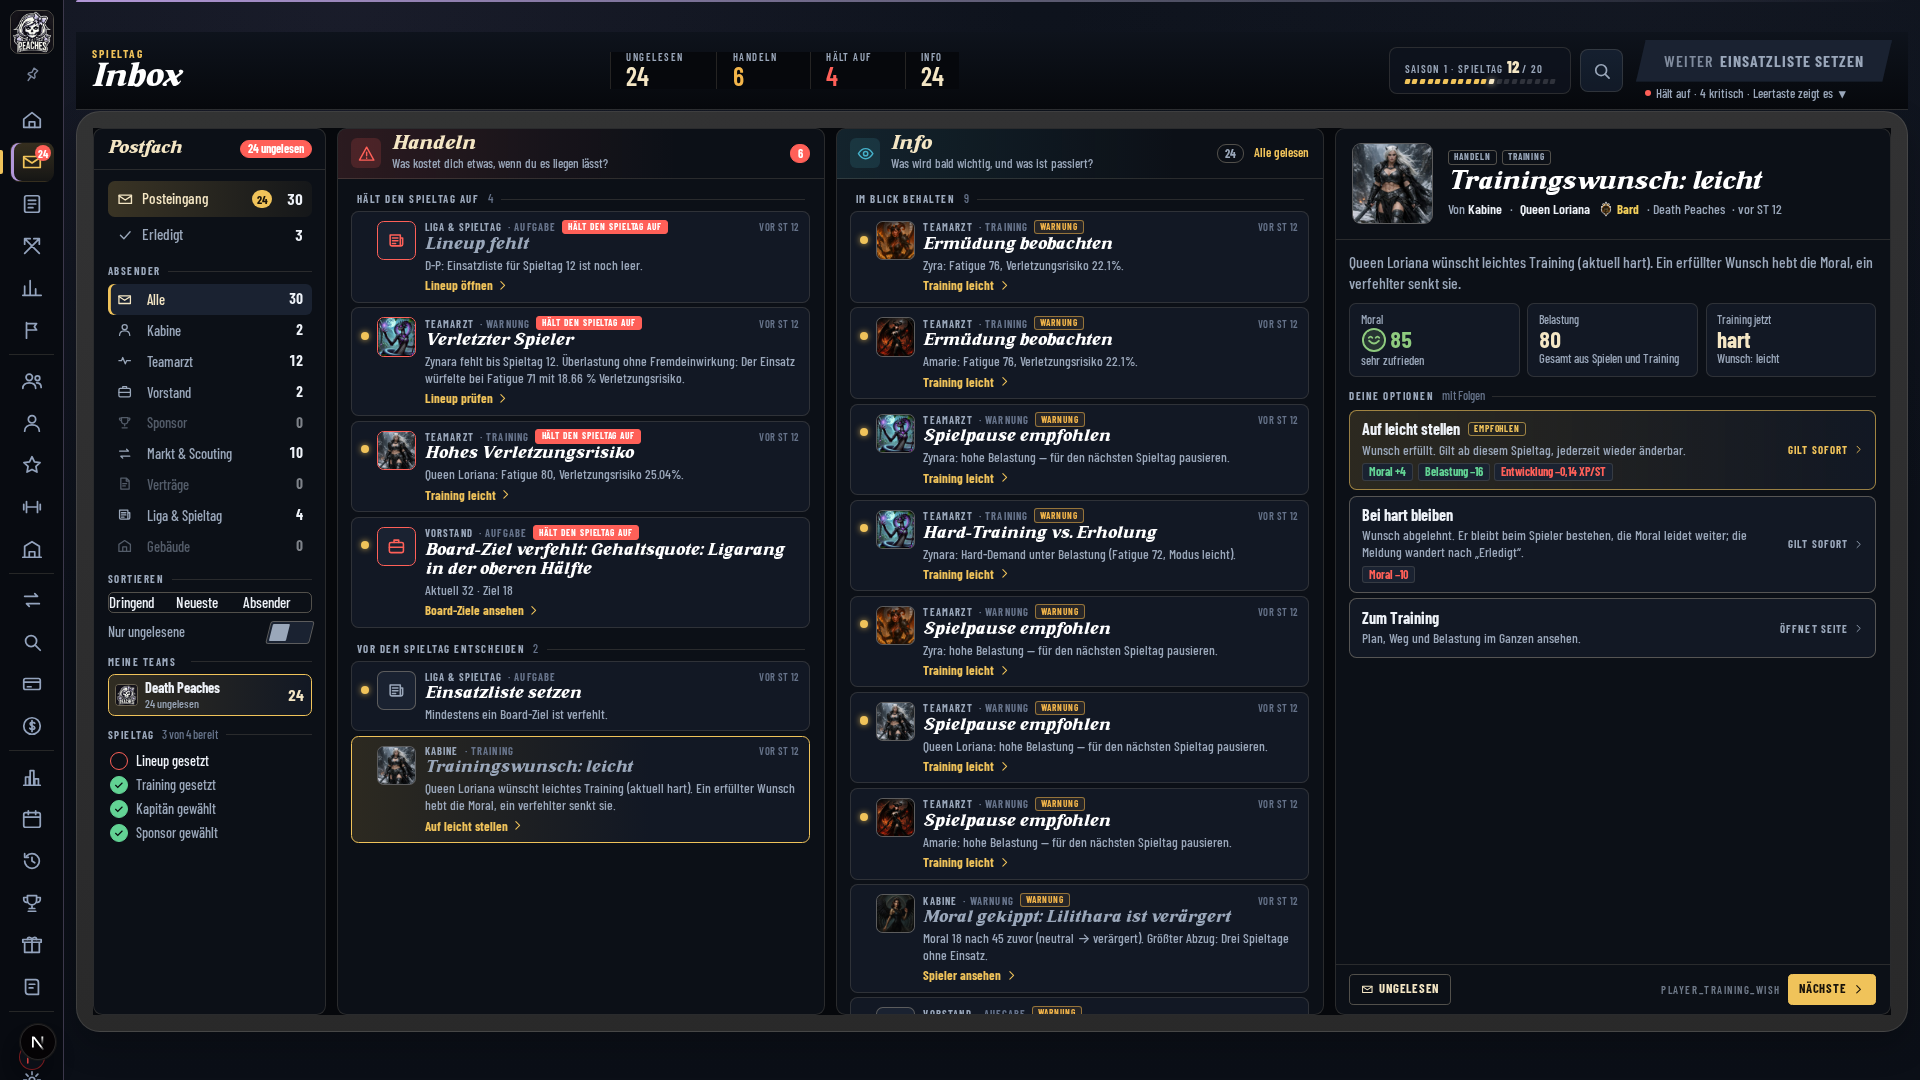 PEACHES
SPIELTAG
Inbox
UNGELESEN
24
HANDELN
6
HÄLT AUF
4
INFO
24
SAISON 1 · SPIELTAG 12 / 20
WEITER EINSATZLISTE SETZEN
Hält auf · 4 kritisch · Leertaste zeigt es ▼
24
Postfach
24 ungelesen
Posteingang 24 30
Erledigt 3
ABSENDER
Alle 30
Kabine 2
Teamarzt 12
Vorstand 2
Sponsor 0
Markt & Scouting 10
Verträge 0
Liga & Spieltag 4
Gebäude 0
SORTIEREN
Dringend Neueste Absender
Nur ungelesene
MEINE TEAMS
Death Peaches
24 ungelesen
24
SPIELTAG 3 von 4 bereit
Lineup gesetzt
Training gesetzt
Kapitän gewählt
Sponsor gewählt
N
Handeln
Was kostet dich etwas, wenn du es liegen lässt?
6
HÄLT DEN SPIELTAG AUF 4
LIGA & SPIELTAG · AUFGABE HÄLT DEN SPIELTAG AUF VOR ST 12
Lineup fehlt
D-P: Einsatzliste für Spieltag 12 ist noch leer.
Lineup öffnen
TEAMARZT · WARNUNG HÄLT DEN SPIELTAG AUF VOR ST 12
Verletzter Spieler
Zynara fehlt bis Spieltag 12. Überlastung ohne Fremdeinwirkung: Der Einsatz
würfelte bei Fatigue 71 mit 18.66 % Verletzungsrisiko.
Lineup prüfen
TEAMARZT · TRAINING HÄLT DEN SPIELTAG AUF VOR ST 12
Hohes Verletzungsrisiko
Queen Loriana: Fatigue 80, Verletzungsrisiko 25.04%.
Training leicht
VORSTAND · AUFGABE HÄLT DEN SPIELTAG AUF VOR ST 12
Board-Ziel verfehlt: Gehaltsquote: Ligarang
in der oberen Hälfte
Aktuell 32 · Ziel 18
Board-Ziele ansehen
VOR DEM SPIELTAG ENTSCHEIDEN 2
LIGA & SPIELTAG · AUFGABE VOR ST 12
Einsatzliste setzen
Mindestens ein Board-Ziel ist verfehlt.
KABINE · TRAINING VOR ST 12
Trainingswunsch: leicht
Queen Loriana wünscht leichtes Training (aktuell hart). Ein erfüllter Wunsch
hebt die Moral, ein verfehlter senkt sie.
Auf leicht stellen
Info
Was wird bald wichtig, und was ist passiert?
24 Alle gelesen
IM BLICK BEHALTEN 9
TEAMARZT · TRAINING WARNUNG VOR ST 12
Ermüdung beobachten
Zyra: Fatigue 76, Verletzungsrisiko 22.1%.
Training leicht
TEAMARZT · TRAINING WARNUNG VOR ST 12
Ermüdung beobachten
Amarie: Fatigue 76, Verletzungsrisiko 22.1%.
Training leicht
TEAMARZT · WARNUNG WARNUNG VOR ST 12
Spielpause empfohlen
Zynara: hohe Belastung — für den nächsten Spieltag pausieren.
Training leicht
TEAMARZT · TRAINING WARNUNG VOR ST 12
Hard-Training vs. Erholung
Zynara: Hard-Demand unter Belastung (Fatigue 72, Modus leicht).
Training leicht
TEAMARZT · WARNUNG WARNUNG VOR ST 12
Spielpause empfohlen
Zyra: hohe Belastung — für den nächsten Spieltag pausieren.
Training leicht
TEAMARZT · WARNUNG WARNUNG VOR ST 12
Spielpause empfohlen
Queen Loriana: hohe Belastung — für den nächsten Spieltag pausieren.
Training leicht
TEAMARZT · WARNUNG WARNUNG VOR ST 12
Spielpause empfohlen
Amarie: hohe Belastung — für den nächsten Spieltag pausieren.
Training leicht
KABINE · WARNUNG WARNUNG VOR ST 12
Moral gekippt: Lilithara ist verärgert
Moral 18 nach 45 zuvor (neutral → verärgert). Größter Abzug: Drei Spieltage
ohne Einsatz.
Spieler ansehen
VORSTAND · AUFGABE WARNUNG VOR ST 12
HANDELN TRAINING
Trainingswunsch: leicht
Von Kabine · Queen Loriana Bard · Death Peaches · vor ST 12
Queen Loriana wünscht leichtes Training (aktuell hart). Ein erfüllter Wunsch hebt die Moral, ein
verfehlter senkt sie.
Moral
85
sehr zufrieden
Belastung
80
Gesamt aus Spielen und Training
Training jetzt
hart
Wunsch: leicht
DEINE OPTIONEN mit Folgen
Auf leicht stellen EMPFOHLEN
Wunsch erfüllt. Gilt ab diesem Spieltag, jederzeit wieder änderbar.
Moral +4 Belastung −16 Entwicklung −0,14 XP/ST
GILT SOFORT
Bei hart bleiben
Wunsch abgelehnt. Er bleibt beim Spieler bestehen, die Moral leidet weiter; die
Meldung wandert nach „Erledigt“.
Moral −10
GILT SOFORT
Zum Training
Plan, Weg und Belastung im Ganzen ansehen.
ÖFFNET SEITE
UNGELESEN
PLAYER_TRAINING_WISH
NÄCHSTE